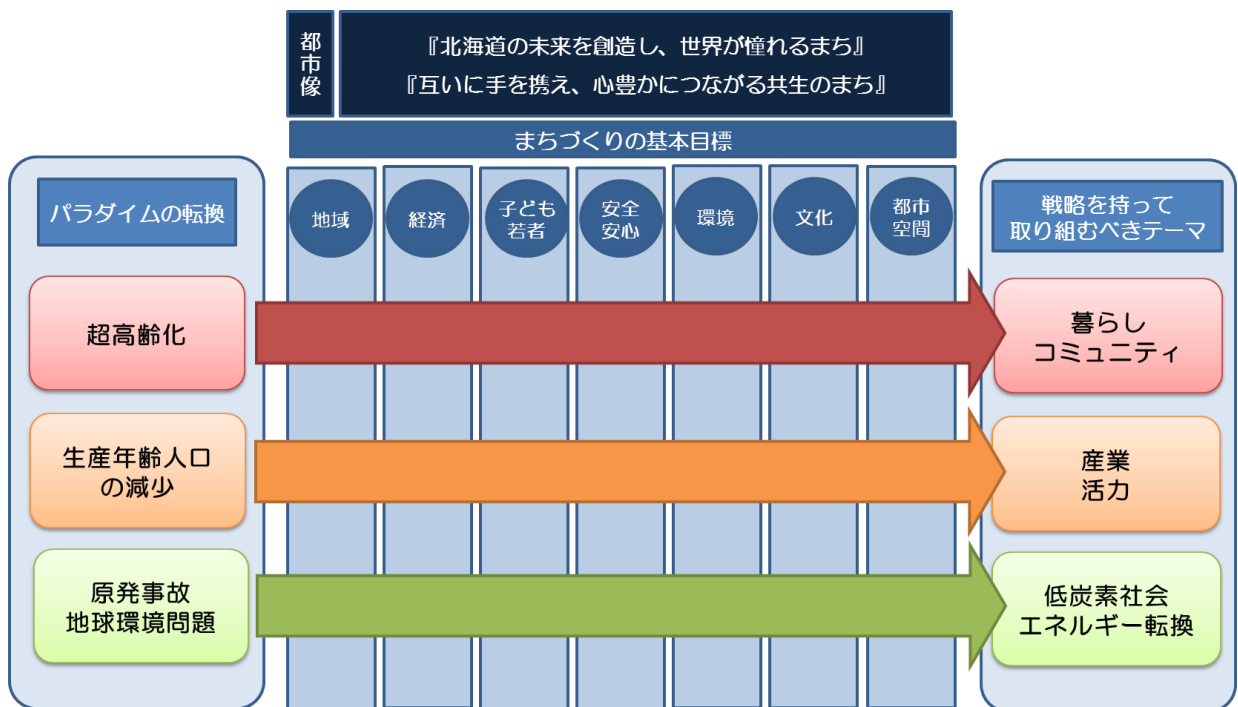 都市像
『北海道の未来を創造し、世界が憧れるまち』
『互いに手を携え、心豊かにつながる共生のまち』
まちづくりの基本目標
パラダイムの転換
地域
経済
子ども
若者
安全
安心
環境
文化
都市
空間
戦略を持って
取り組むべきテーマ
超高齢化
暮らし
コミュニティ
生産年齢人口
の減少
産業
活力
原発事故
地球環境問題
低炭素社会
エネルギー転換